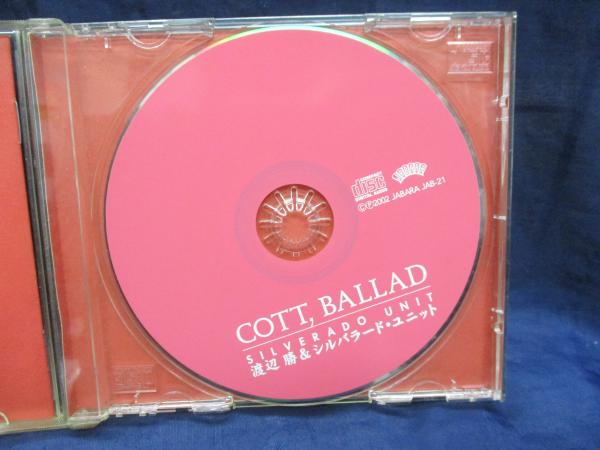 COMPACT
disc
DIGITAL AUDIO
JABARA
©℗2002 JABARA JAB-21
COTT, BALLAD
SILVERADO UNIT
渡辺 勝&シルバラード・ユニット